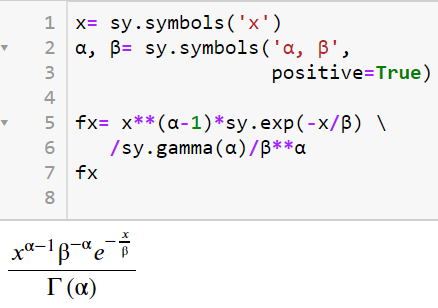 1 x= sy.symbols('x')
2 α, β= sy.symbols('α, β',
3 positive=True)
4
5 fx= x**(α-1)*sy.exp(-x/β) \
6 /sy.gamma(α)/β**α
7 fx
8
x^{α−1}β^{−α}e^{−\frac{x}{β}}
Γ (α)